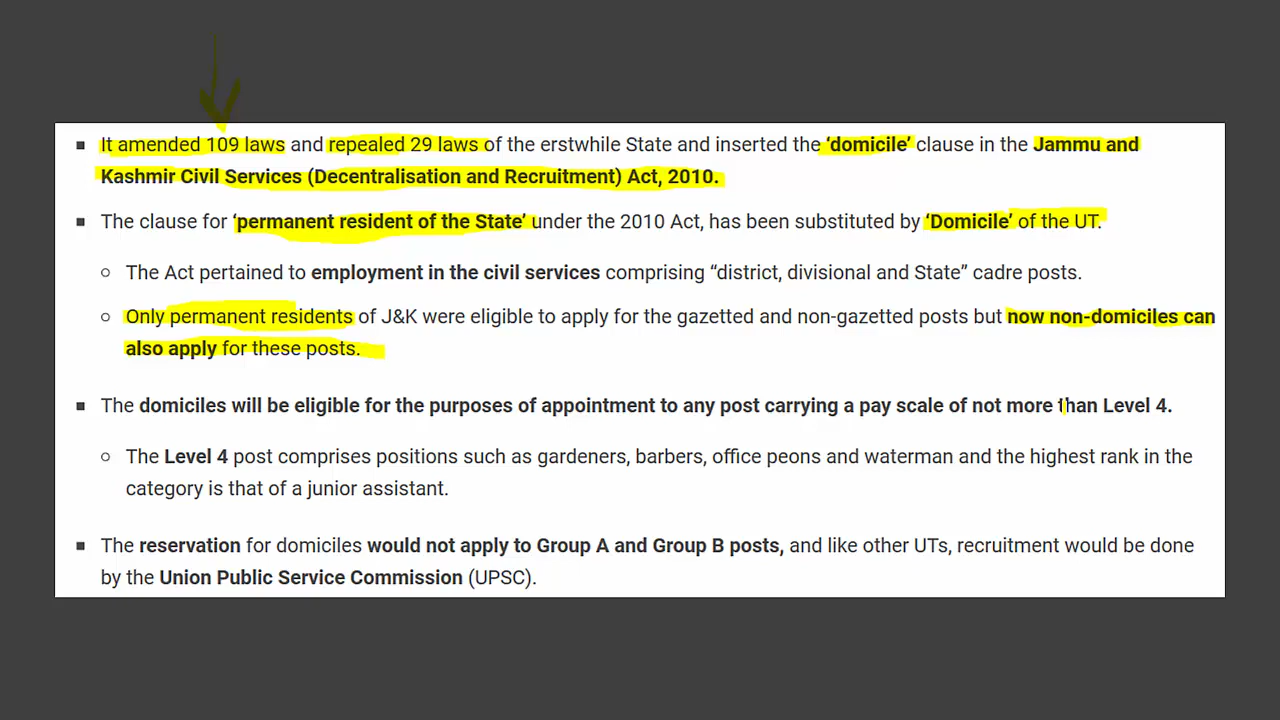 It amended 109 laws and repealed 29 laws of the erstwhile State and inserted the ‘domicile’ clause in the Jammu and
Kashmir Civil Services (Decentralisation and Recruitment) Act, 2010.
The clause for ‘permanent resident of the State’ under the 2010 Act, has been substituted by ‘Domicile’ of the UT.
The Act pertained to employment in the civil services comprising “district, divisional and State” cadre posts.
Only permanent residents of J&K were eligible to apply for the gazetted and non-gazetted posts but now non-domiciles can
also apply for these posts.
The domiciles will be eligible for the purposes of appointment to any post carrying a pay scale of not more than Level 4.
The Level 4 post comprises positions such as gardeners, barbers, office peons and waterman and the highest rank in the
category is that of a junior assistant.
The reservation for domiciles would not apply to Group A and Group B posts, and like other UTs, recruitment would be done
by the Union Public Service Commission (UPSC).